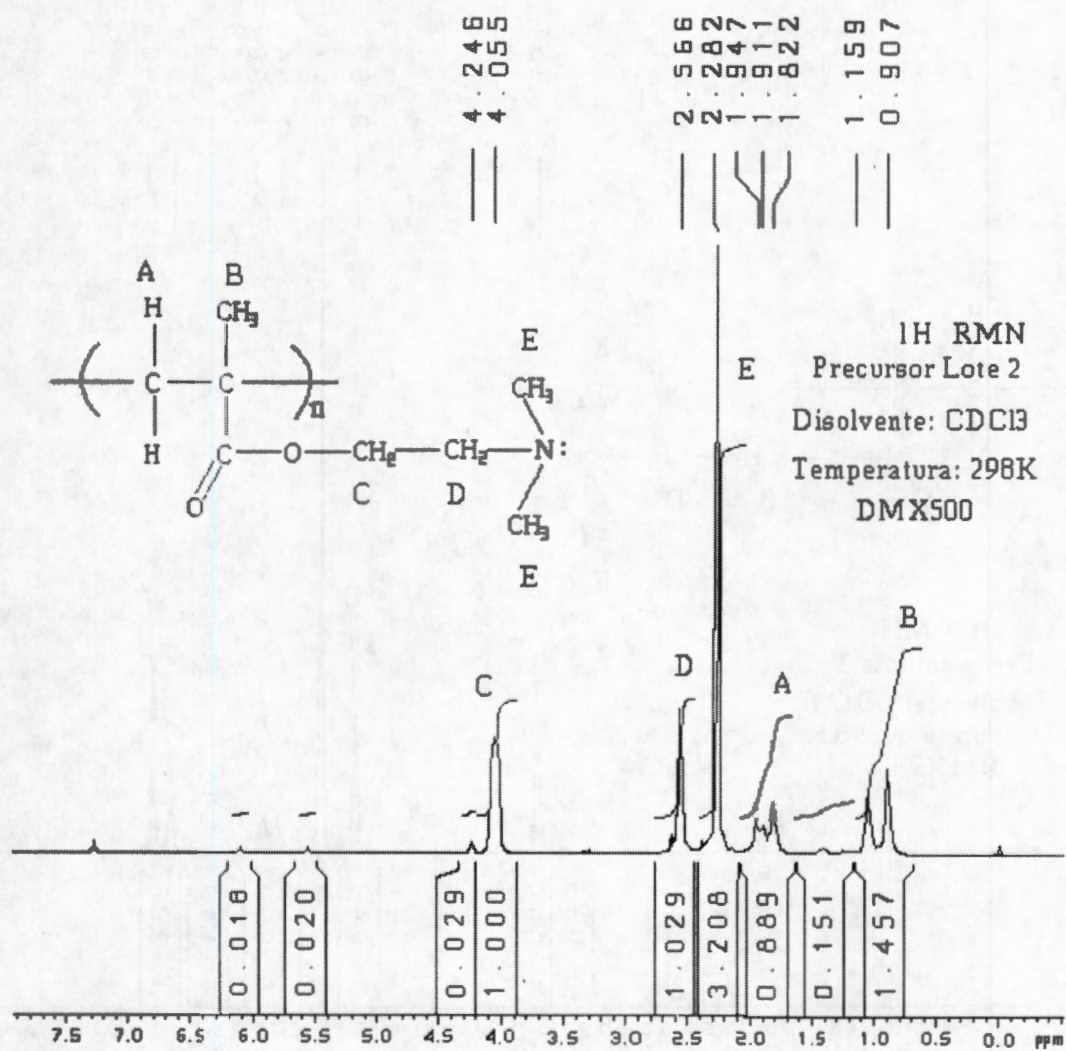 4.246
4.055
2.566
2.282
1.947
1.911
1.822
1.159
0.907
A
B
H
CH3
E
CH3
1H RMN
Precursor Lote 2
Disolvente: CDCl3
Temperatura: 298K
DMX500
E
C
C
n
H
C
O
CH2
CH2
N:
O
C
D
CH3
E
B
C
D
A
0.018
0.020
0.029
1.000
1.029
3.208
0.889
0.151
1.457
7.5 7.0 6.5 6.0 5.5 5.0 4.5 4.0 3.5 3.0 2.5 2.0 1.5 1.0 0.5 0.0 ppm